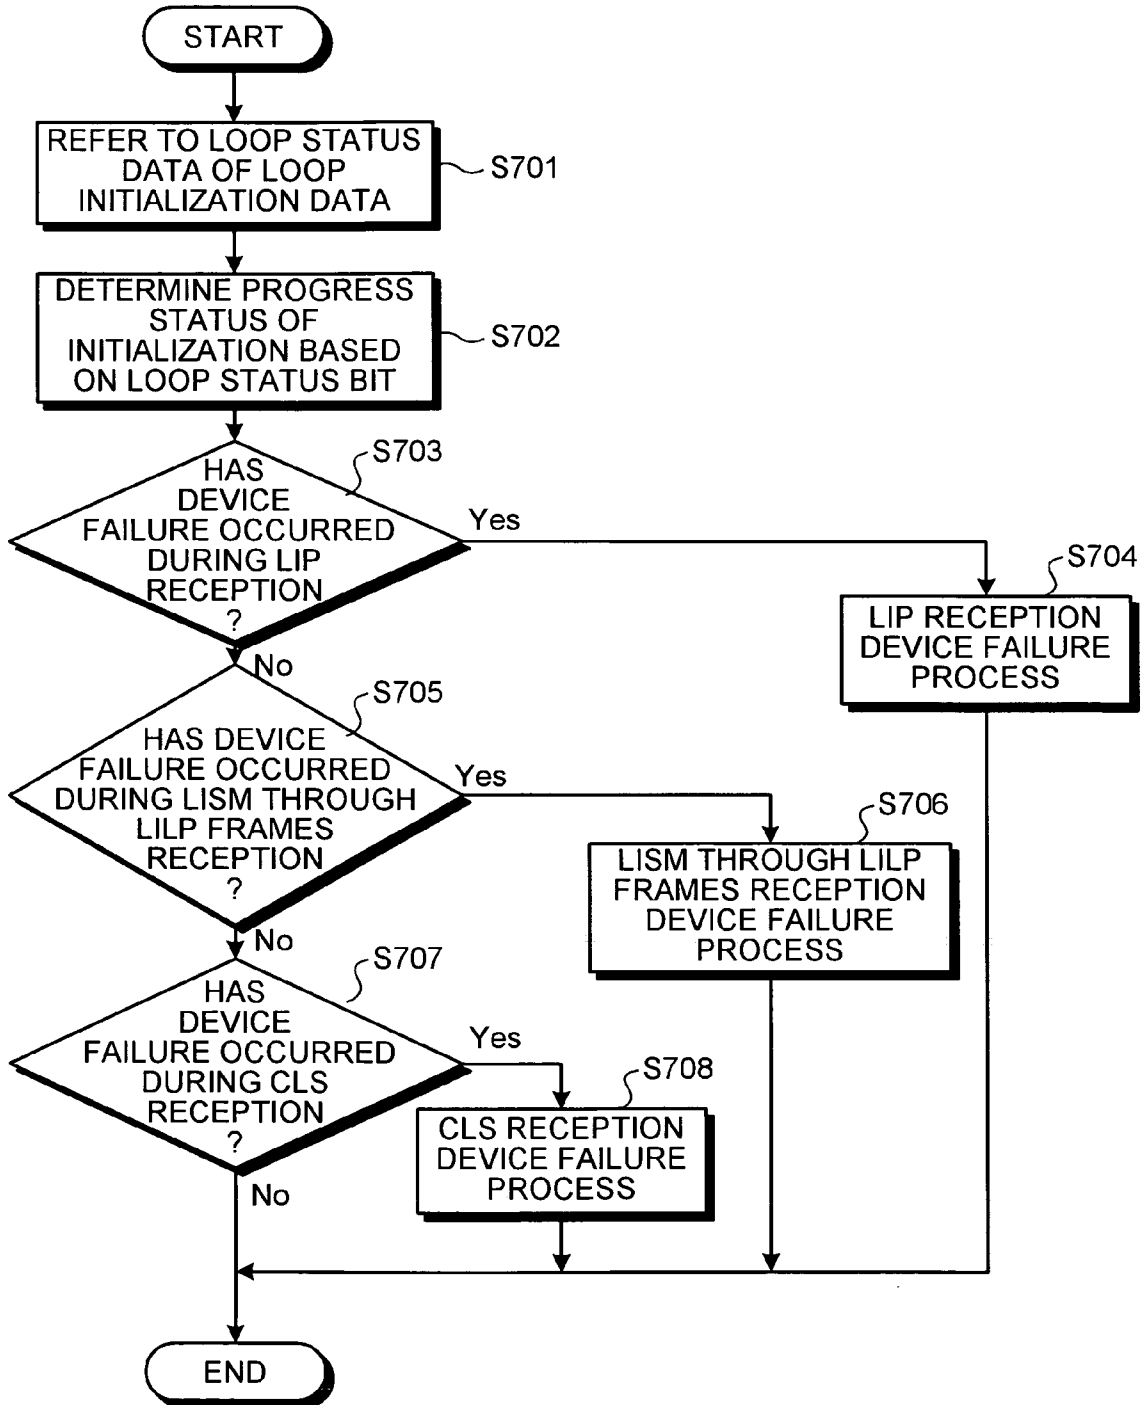 START
REFER TO LOOP STATUS
DATA OF LOOP
INITIALIZATION DATA
S701
DETERMINE PROGRESS
STATUS OF
INITIALIZATION BASED
ON LOOP STATUS BIT
S702
S703
HAS
DEVICE
FAILURE OCCURRED
DURING LIP
RECEPTION
?
Yes
No
S704
LIP RECEPTION
DEVICE FAILURE
PROCESS
S705
HAS DEVICE
FAILURE OCCURRED
DURING LISM THROUGH
LILP FRAMES
RECEPTION
?
Yes
No
S706
LISM THROUGH LILP
FRAMES RECEPTION
DEVICE FAILURE
PROCESS
S707
HAS
DEVICE
FAILURE OCCURRED
DURING CLS
RECEPTION
?
Yes
No
S708
CLS RECEPTION
DEVICE FAILURE
PROCESS
END